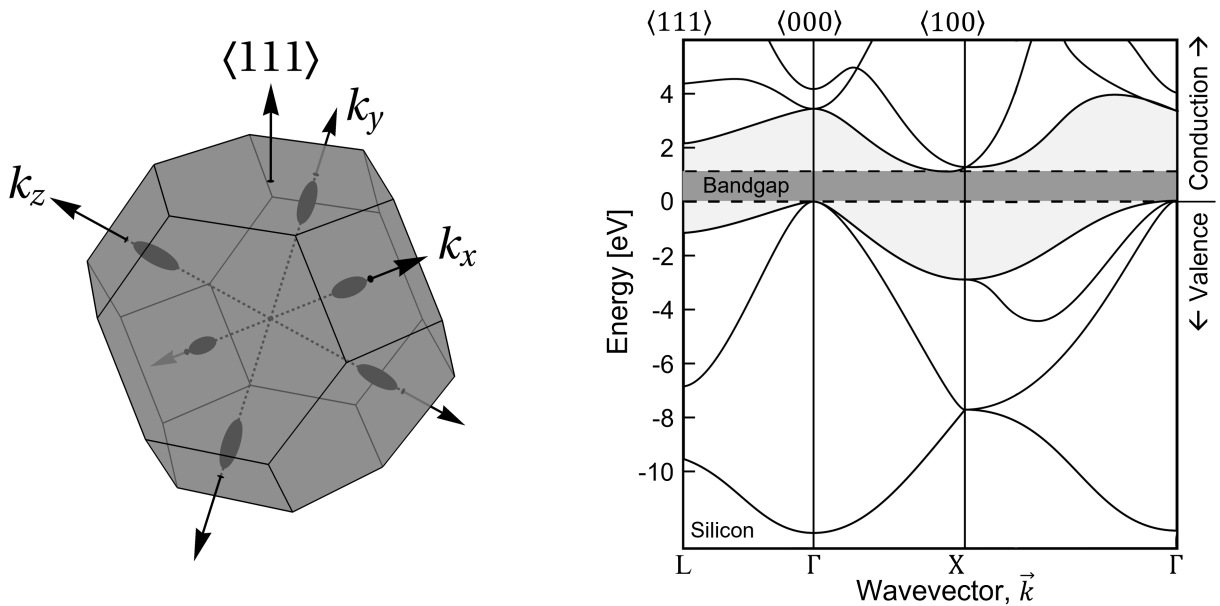 ⟨111⟩
k_y
k_z
k_x
⟨111⟩ ⟨000⟩ ⟨100⟩
4
2
0
-2
-4
-6
-8
-10
Energy [eV]
Bandgap
Silicon
Conduction →
← Valence
L Γ X Γ
Wavevector, k⃗